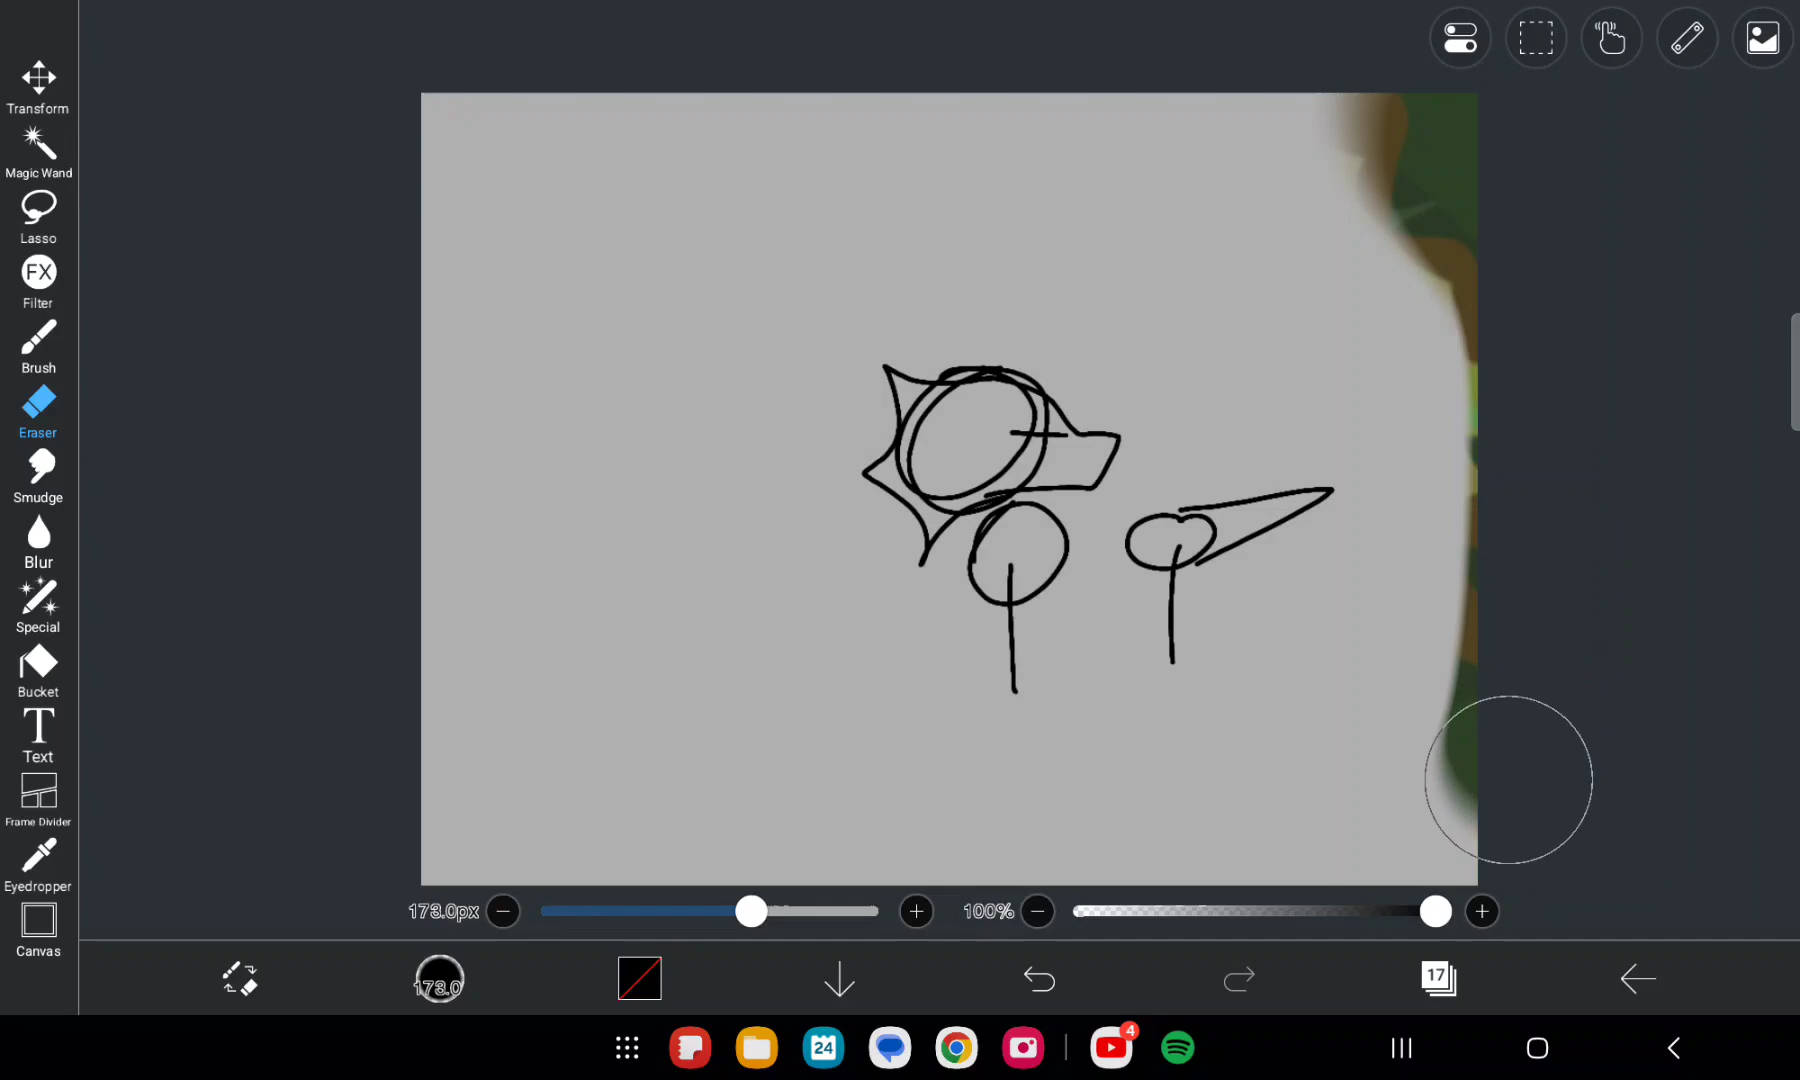 Transform
Magic Wand
Lasso
FX
Filter
Brush
Eraser
Smudge
Blur
Special
Bucket
T
Text
Frame Divider
Eyedropper
Canvas
173.0px
100%
173.0
17
24
4